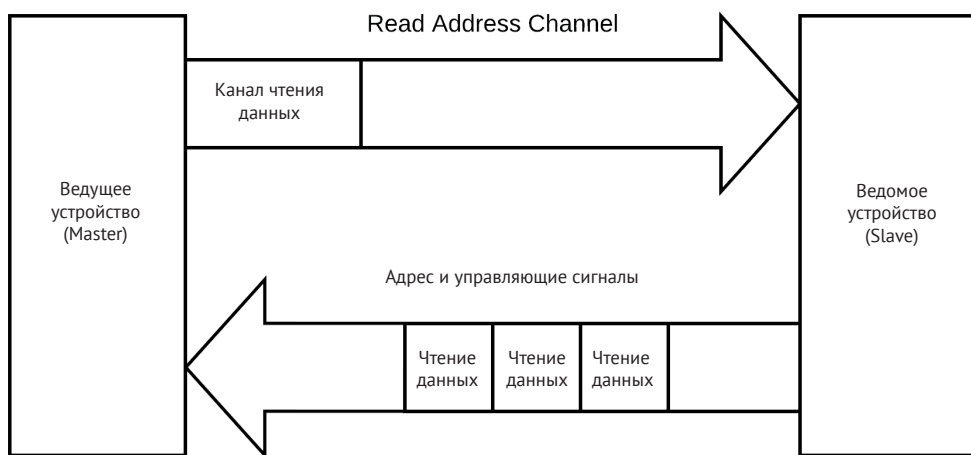 Read Address Channel
Канал чтения
данных
Ведущее
устройство
(Master)
Ведомое
устройство
(Slave)
Адрес и управляющие сигналы
Чтение
данных
Чтение
данных
Чтение
данных